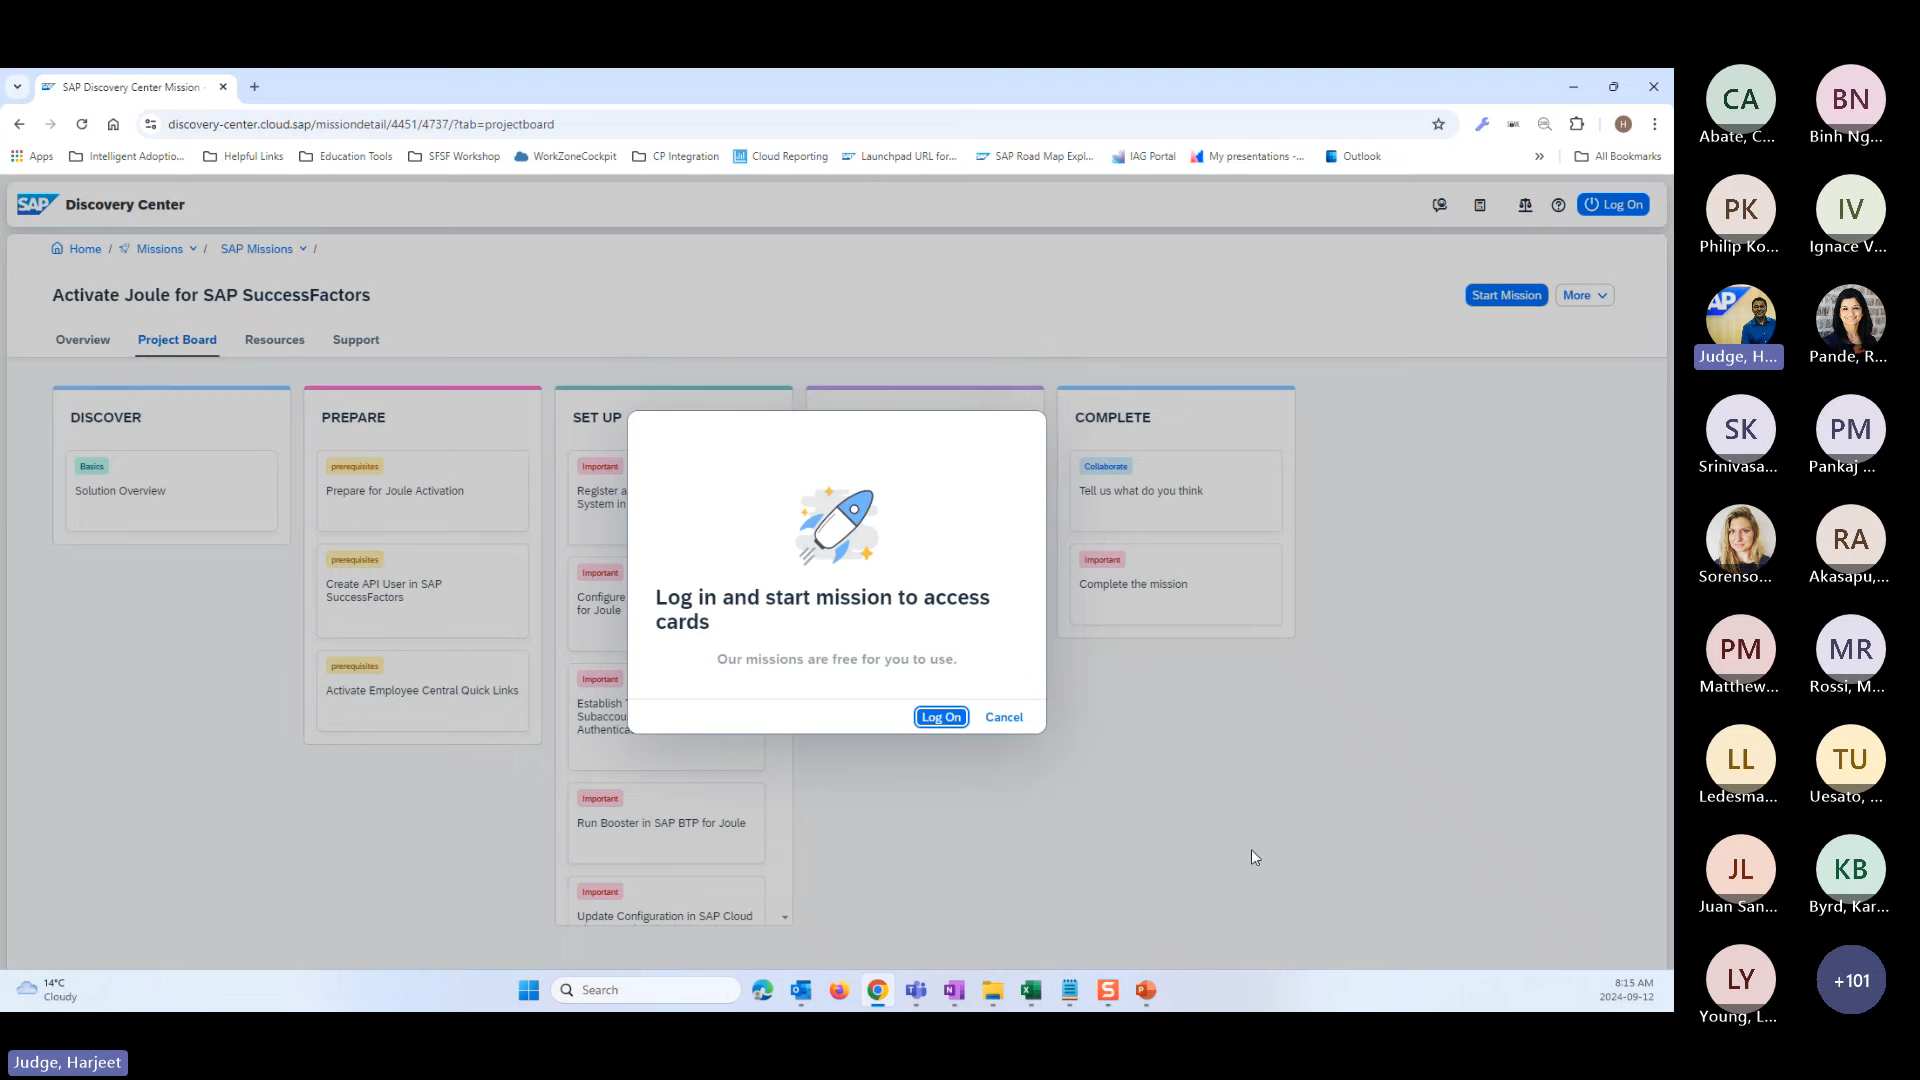 SAP Discovery Center Mission -
discovery-center.cloud.sap/missiondetail/4451/4737/?tab=projectboard
Apps Intelligent Adoptio... Helpful Links Education Tools SFSF Workshop WorkZoneCockpit CP Integration Cloud Reporting Launchpad URL for... SAP Road Map Expl... IAG Portal My presentations -... Outlook » All Bookmarks
SAP Discovery Center
Log On
Home / Missions / SAP Missions /
Activate Joule for SAP SuccessFactors
Start Mission More
Overview Project Board Resources Support
DISCOVER
Basics
Solution Overview
PREPARE
prerequisites
Prepare for Joule Activation
prerequisites
Create API User in SAP
SuccessFactors
prerequisites
Activate Employee Central Quick Links
SET UP
Important
Register a
System in
Important
Configure
for Joule
Important
Establish
Subaccou
Authentica
Important
Run Booster in SAP BTP for Joule
Important
Update Configuration in SAP Cloud
COMPLETE
Collaborate
Tell us what do you think
Important
Complete the mission
Log in and start mission to access
cards
Our missions are free for you to use.
Log On Cancel
14°C
Cloudy
Search
8:15 AM
2024-09-12
Judge, Harjeet
CA
Abate, C...
BN
Binh Ng...
PK
Philip Ko...
IV
Ignace V...
AP
Judge, H...
Pande, R...
SK
Srinivasa...
PM
Pankaj ...
Sorenso...
RA
Akasapu,...
PM
Matthew...
MR
Rossi, M...
LL
Ledesma...
TU
Uesato, ...
JL
Juan San...
KB
Byrd, Kar...
LY
Young, L...
+101